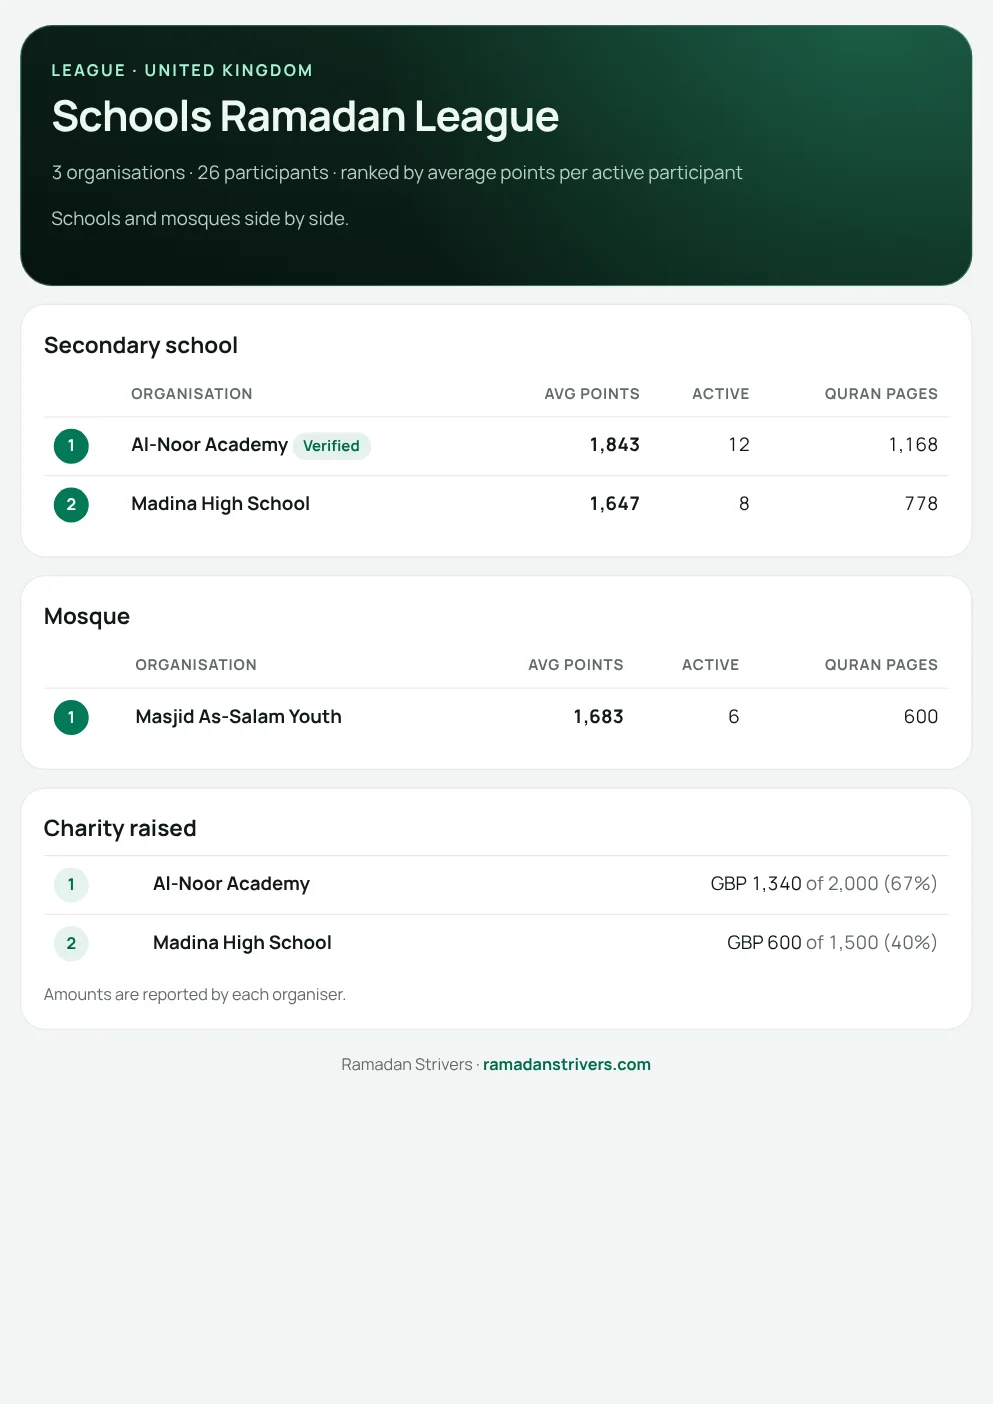 LEAGUE · UNITED KINGDOM
Schools Ramadan League
3 organisations · 26 participants · ranked by average points per active participant
Schools and mosques side by side.
Secondary school
ORGANISATION AVG POINTS ACTIVE QURAN PAGES
1 Al-Noor Academy Verified 1,843 12 1,168
2 Madina High School 1,647 8 778
Mosque
ORGANISATION AVG POINTS ACTIVE QURAN PAGES
1 Masjid As-Salam Youth 1,683 6 600
Charity raised
1 Al-Noor Academy GBP 1,340 of 2,000 (67%)
2 Madina High School GBP 600 of 1,500 (40%)
Amounts are reported by each organiser.
Ramadan Strivers · ramadanstrivers.com